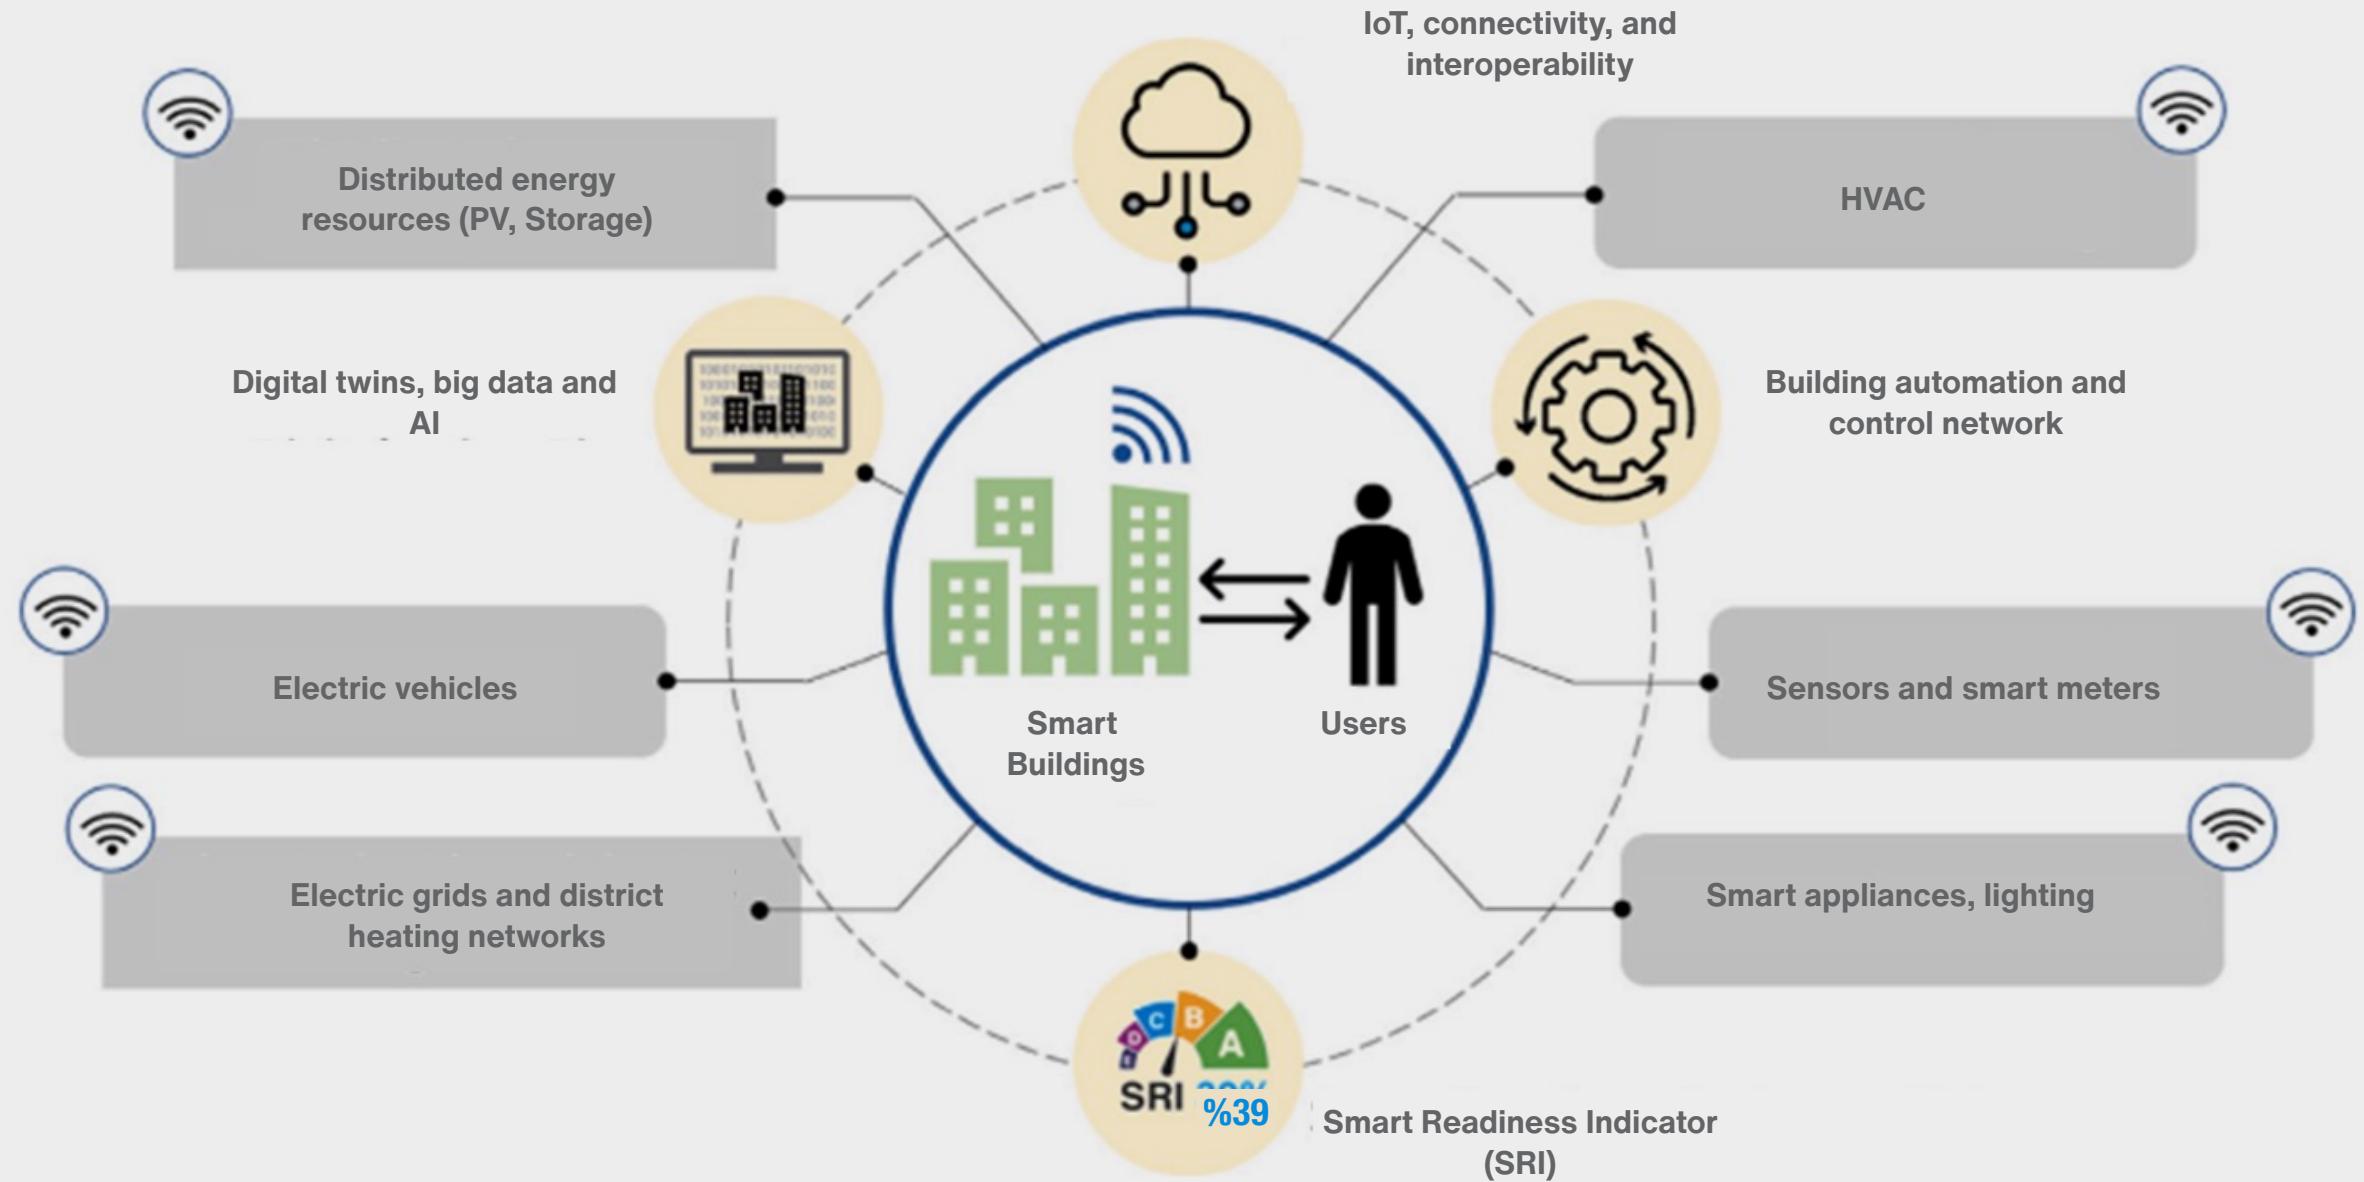 IoT, connectivity, and
interoperability
Distributed energy
resources (PV, Storage)
HVAC
Digital twins, big data and
AI
Building automation and
control network
Smart
Buildings
Users
Electric vehicles
Sensors and smart meters
Electric grids and district
heating networks
Smart appliances, lighting
D
C
B
A
SRI
%39
Smart Readiness Indicator
(SRI)